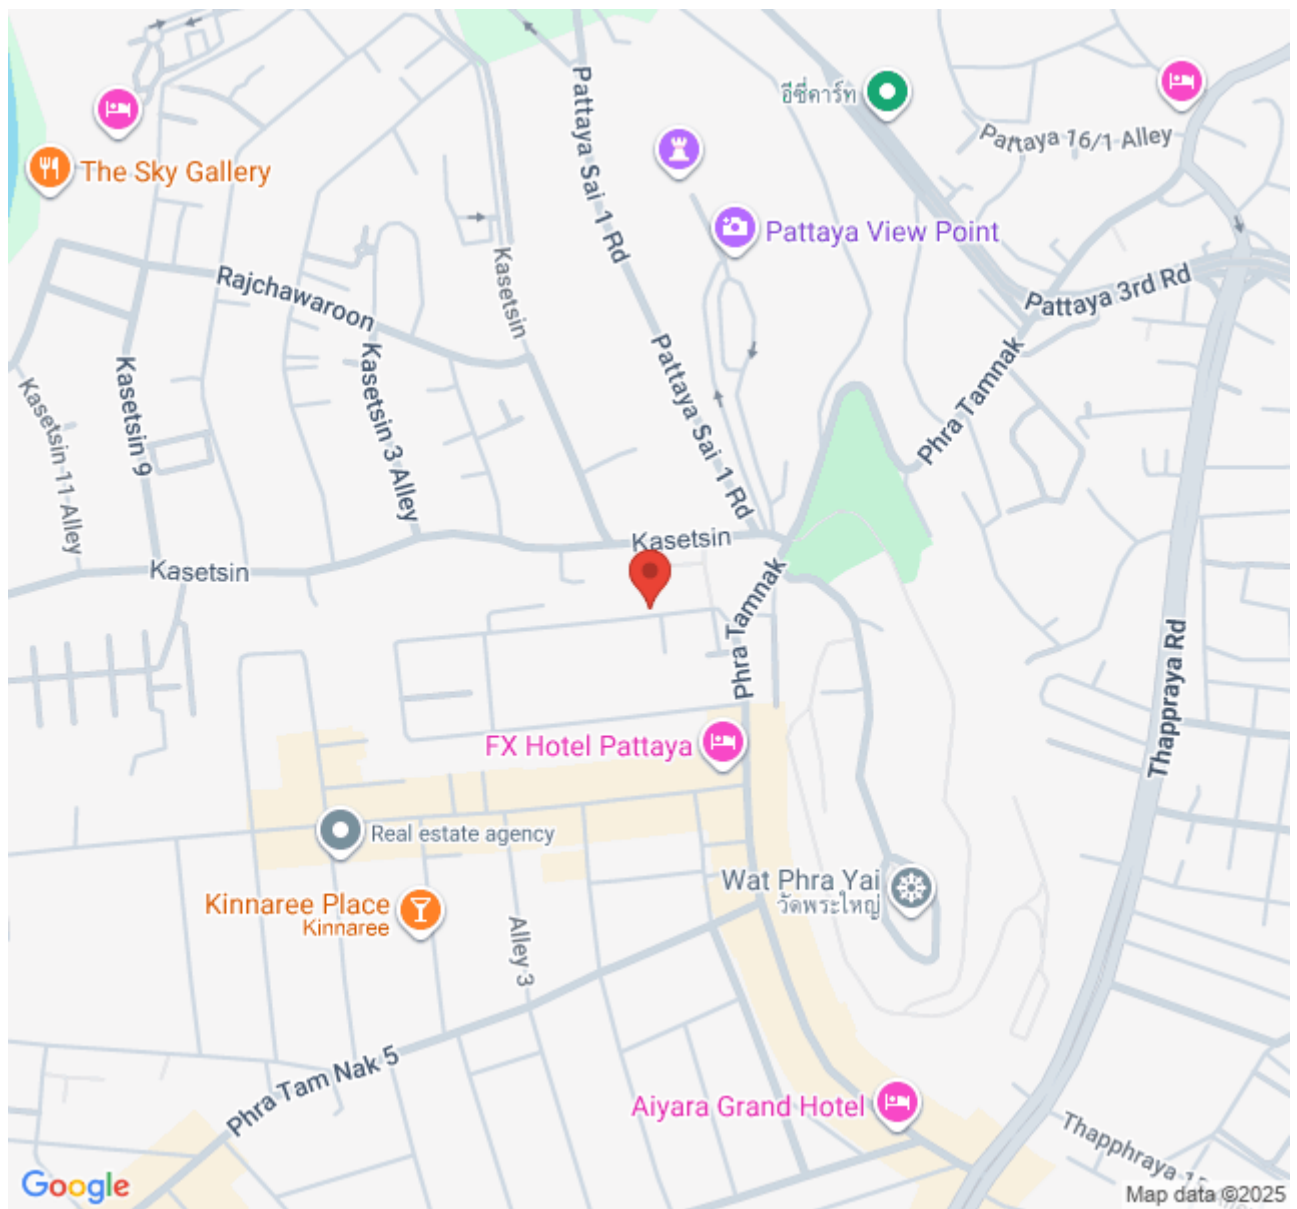 อีซี่คาร์ท
Pattaya 16/1 Alley
The Sky Gallery
Pattaya Sai 1 Rd
Pattaya View Point
Kasetsin
Rajchawaroon
Pattaya 3rd Rd
Kasetsin 11 Alley
Kasetsin 9
Kasetsin 3 Alley
Pattaya Sai 1 Rd
Phra Tamnak
Kasetsin
Kasetsin
Phra Tamnak
Thappraya Rd
FX Hotel Pattaya
Real estate agency
Wat Phra Yai
วัดพระใหญ่
Kinnaree Place
Kinnaree
Alley 3
Phra Tam Nak 5
Aiyara Grand Hotel
Thapphraya
Google
Map data ©2025